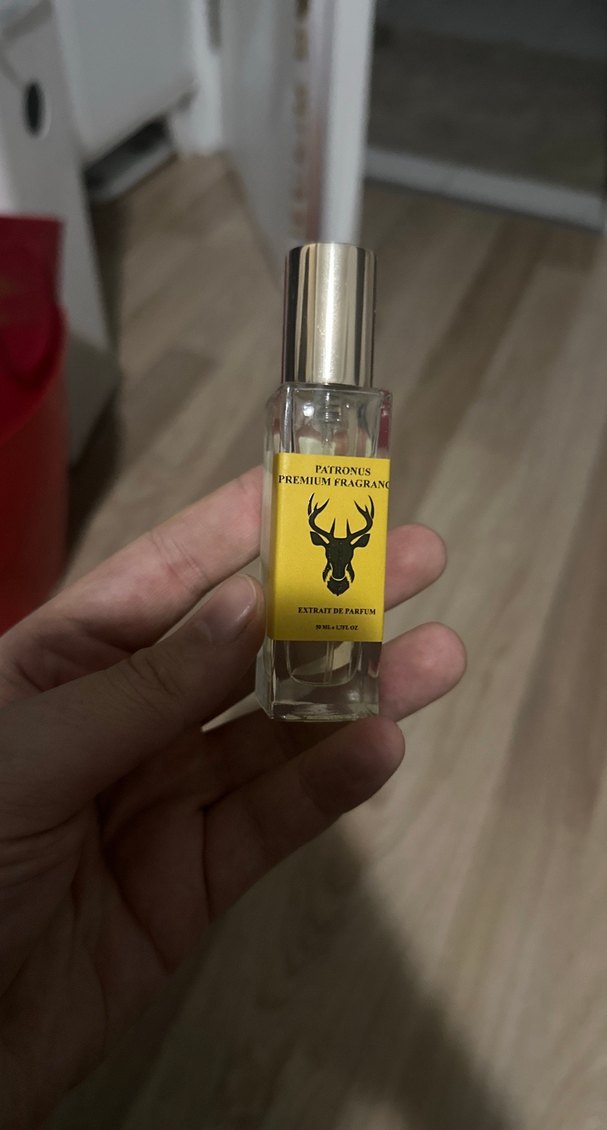 PATRONUS
PREMIUM FRAGRANC
EXTRAIT DE PARFUM
50 ML e 1,7FL OZ